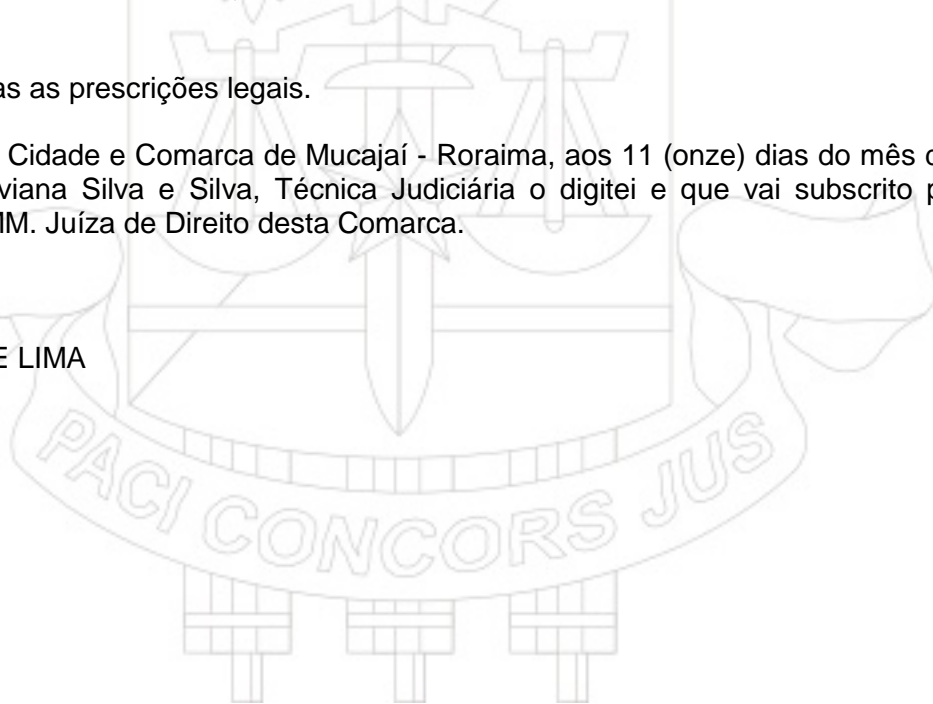 as as prescrições legais.
Cidade e Comarca de Mucajaí - Roraima, aos 11 (onze) dias do mês
viana Silva e Silva, Técnica Judiciária o digitei e que vai subscrito
MM. Juíza de Direito desta Comarca.
E LIMA
PACI CONCORS JUS